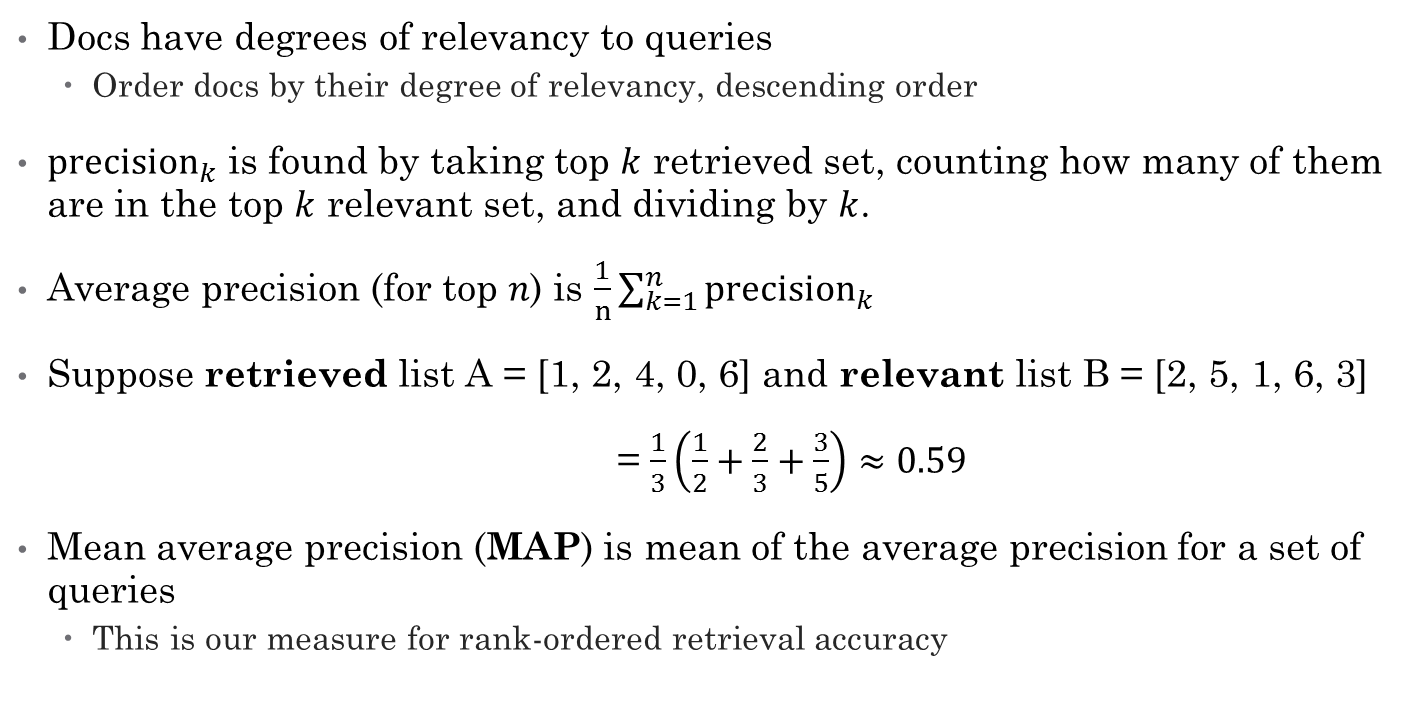 • Docs have degrees of relevancy to queries
• Order docs by their degree of relevancy, descending order
• precisionₖ is found by taking top k retrieved set, counting how many of them
are in the top k relevant set, and dividing by k.
• Average precision (for top n) is 1/n ∑ₖ₌₁ⁿ precisionₖ
• Suppose retrieved list A = [1, 2, 4, 0, 6] and relevant list B = [2, 5, 1, 6, 3]
= 1/3 (1/2 + 2/3 + 3/5) ≈ 0.59
• Mean average precision (MAP) is mean of the average precision for a set of
queries
• This is our measure for rank-ordered retrieval accuracy